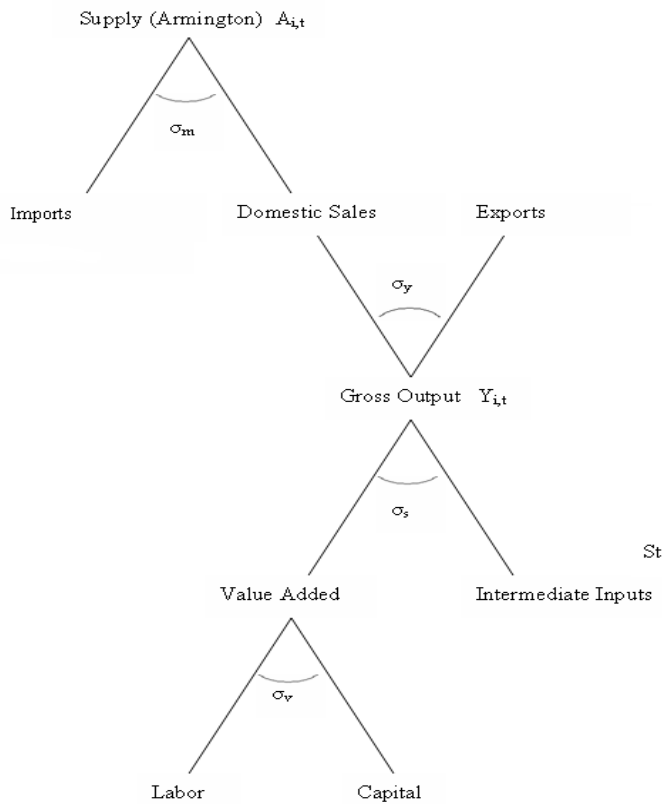 Supply (Armington) A_{i,t}
σ_m
Imports
Domestic Sales
Exports
σ_y
Gross Output Y_{i,t}
σ_s
St
Value Added
Intermediate Inputs
σ_v
Labor
Capital